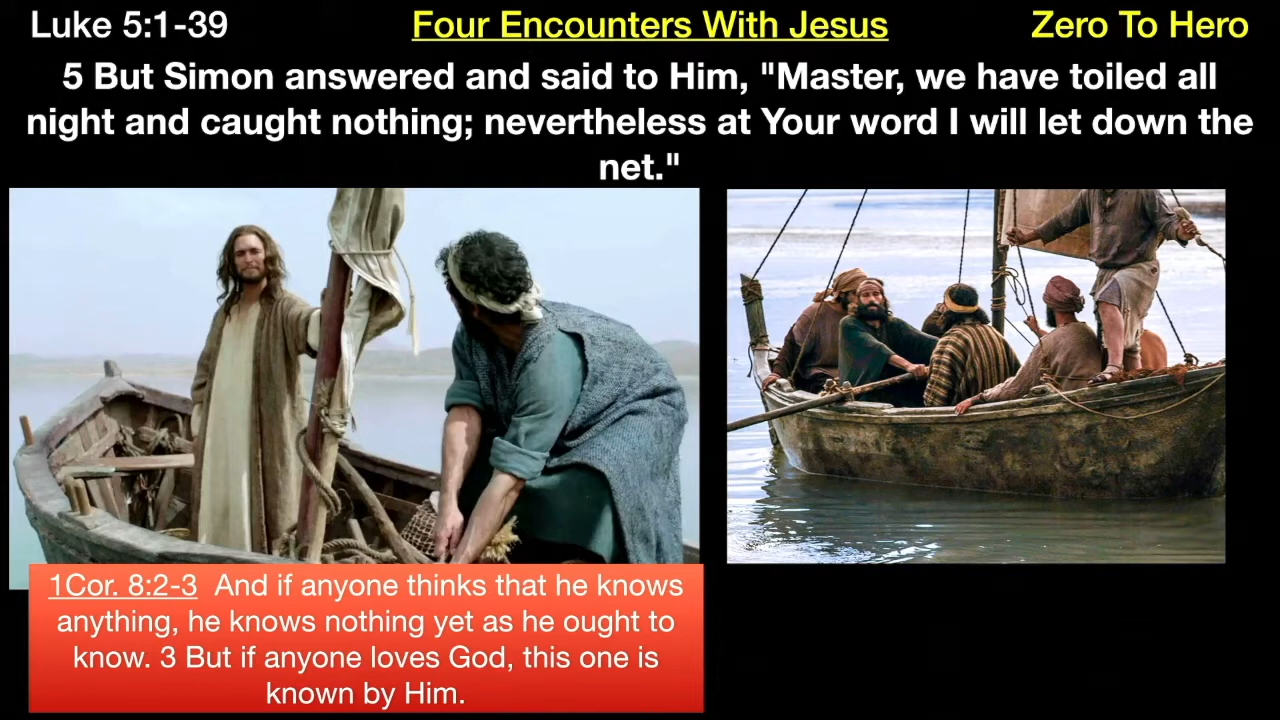 Luke 5:1-39
Four Encounters With Jesus
Zero To Hero
5 But Simon answered and said to Him, "Master, we have toiled all
night and caught nothing; nevertheless at Your word I will let down the
net."
1Cor. 8:2-3 And if anyone thinks that he knows
anything, he knows nothing yet as he ought to
know. 3 But if anyone loves God, this one is
known by Him.